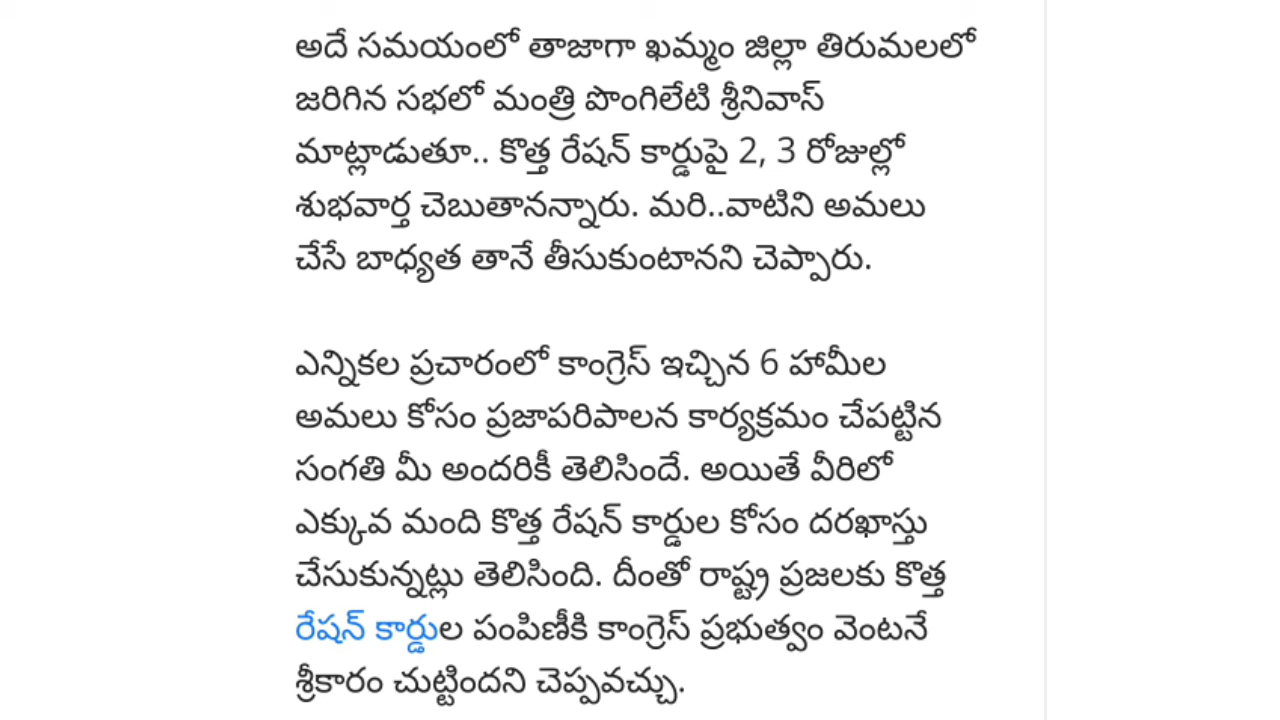 అదే సమయంలో తాజాగా ఖమ్మం జిల్లా తిరుమలలో
జరిగిన సభలో మంత్రి పొంగిలేటి శ్రీనివాస్
మాట్లాడుతూ.. కొత్త రేషన్ కార్డుపై 2, 3 రోజుల్లో
శుభవార్త చెబుతానన్నారు. మరి..వాటిని అమలు
చేసే బాధ్యత తానే తీసుకుంటానని చెప్పారు.
ఎన్నికల ప్రచారంలో కాంగ్రెస్ ఇచ్చిన 6 హామీల
అమలు కోసం ప్రజాపరిపాలన కార్యక్రమం చేపట్టిన
సంగతి మీ అందరికీ తెలిసిందే. అయితే వీరిలో
ఎక్కువ మంది కొత్త రేషన్ కార్డుల కోసం దరఖాస్తు
చేసుకున్నట్లు తెలిసింది. దీంతో రాష్ట్ర ప్రజలకు కొత్త
రేషన్ కార్డుల పంపిణీకి కాంగ్రెస్ ప్రభుత్వం వెంటనే
శ్రీకారం చుట్టిందని చెప్పవచ్చు.